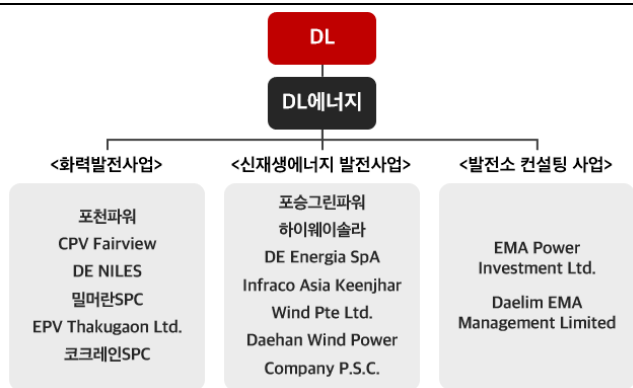 DL
DL에너지
<화력발전사업>
포천파워
CPV Fairview
DE NILES
밀머란SPC
EPV Thakugaon Ltd.
코크레인SPC
<신재생에너지 발전사업>
포승그린파워
하이웨이솔라
DE Energia SpA
Infraco Asia Keenjhar
Wind Pte Ltd.
Daehan Wind Power
Company P.S.C.
<발전소 컨설팅 사업>
EMA Power
Investment Ltd.
Daelim EMA
Management Limited